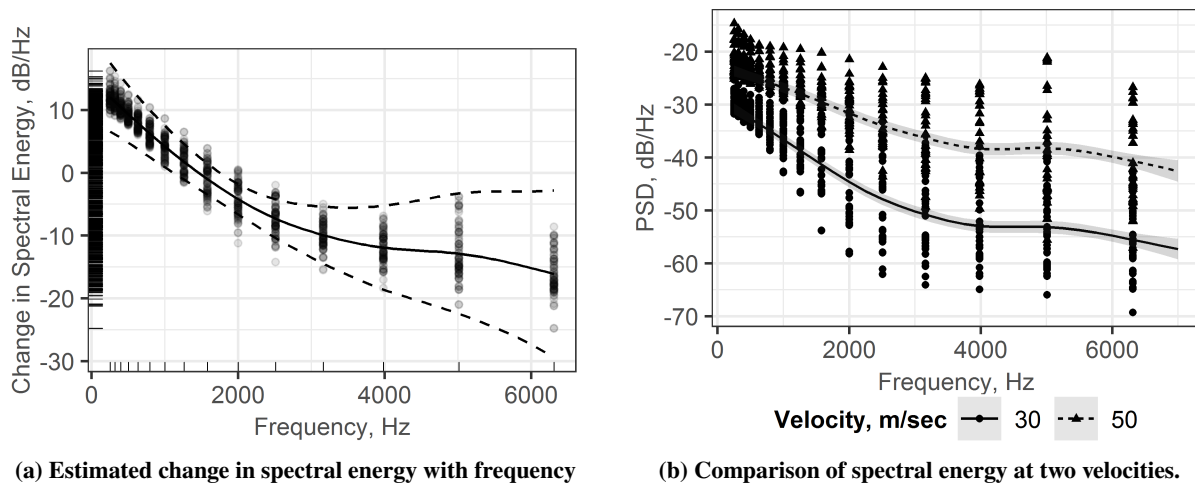 Change in Spectral Energy, dB/Hz
10
0
-10
-20
-30
0
2000
4000
6000
Frequency, Hz
(a) Estimated change in spectral energy with frequency
PSD, dB/Hz
-20
-30
-40
-50
-60
-70
0
2000
4000
6000
Frequency, Hz
Velocity, m/sec 30 50
(b) Comparison of spectral energy at two velocities.